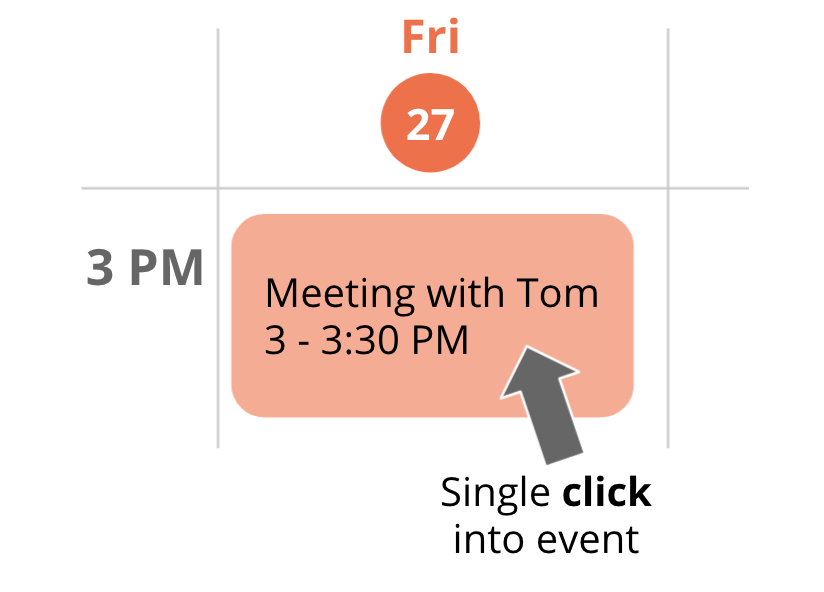 Fri
27
3 PM
Meeting with Tom
3 - 3:30 PM
Single click
into event